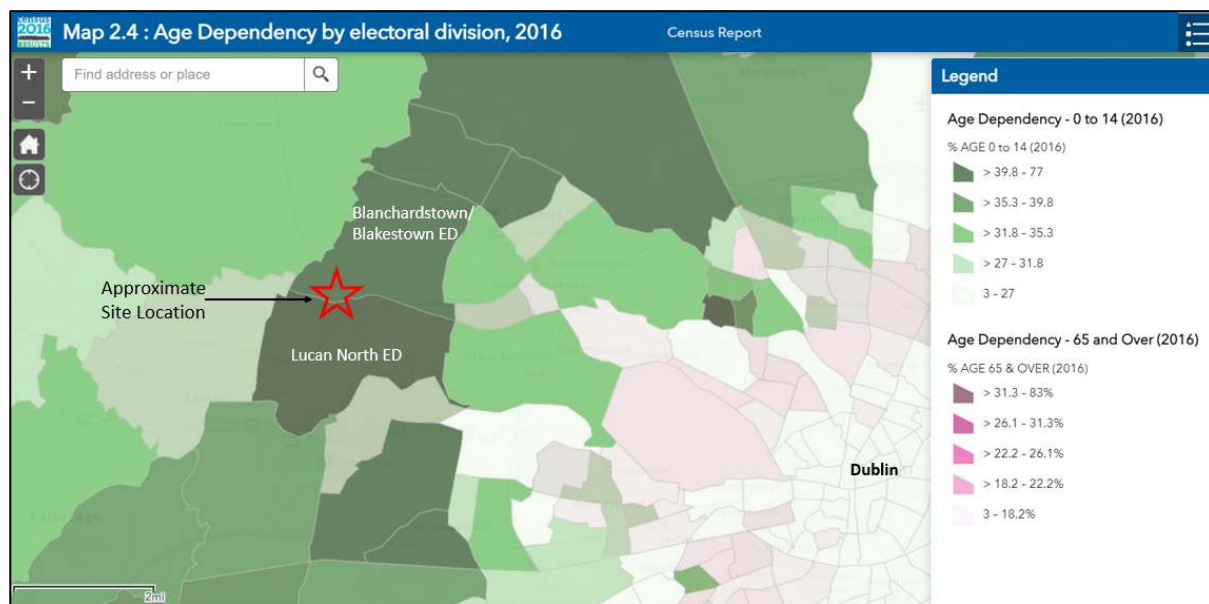 census
2016
RESULTS
Map 2.4 : Age Dependency by electoral division, 2016
Census Report
+
Find address or place
−
Blanchardstown/
Blakestown ED
Approximate
Site Location
Lucan North ED
Dublin
2mi
Legend
Age Dependency - 0 to 14 (2016)
% AGE 0 to 14 (2016)
> 39.8 - 77
> 35.3 - 39.8
> 31.8 - 35.3
> 27 - 31.8
3 - 27
Age Dependency - 65 and Over (2016)
% AGE 65 & OVER (2016)
> 31.3 - 83%
> 26.1 - 31.3%
> 22.2 - 26.1%
> 18.2 - 22.2%
3 - 18.2%